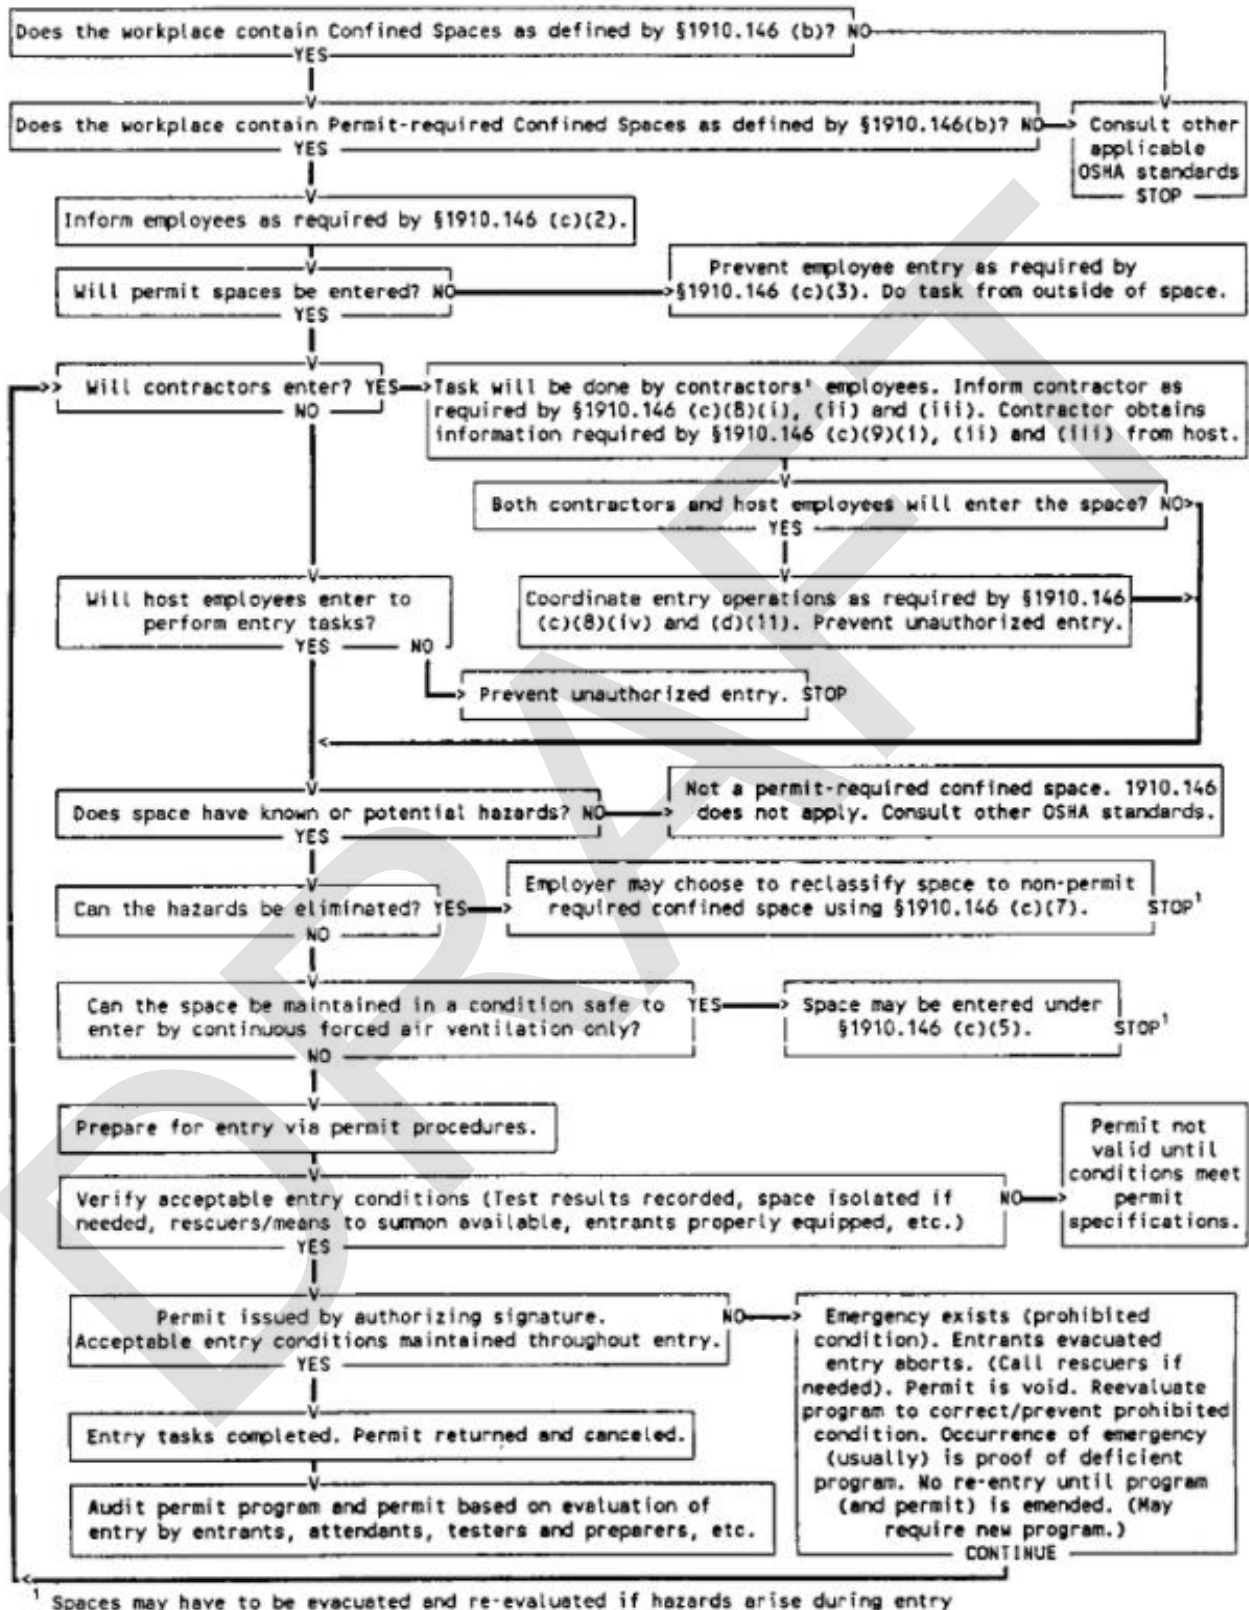 Does the workplace contain Confined Spaces as defined by §1910.146 (b)? NO
YES
Does the workplace contain Permit-required Confined Spaces as defined by §1910.146(b)? NO
YES
Consult other
applicable
OSHA standards
STOP
Inform employees as required by §1910.146 (c)(2).
Will permit spaces be entered? NO
YES
Prevent employee entry as required by
§1910.146 (c)(3). Do task from outside of space.
Will contractors enter? YES
NO
Task will be done by contractors' employees. Inform contractor as
required by §1910.146 (c)(8)(i), (ii) and (iii). Contractor obtains
information required by §1910.146 (c)(9)(i), (ii) and (iii) from host.
Both contractors and host employees will enter the space? NO
YES
Will host employees enter to
perform entry tasks?
YES NO
Coordinate entry operations as required by §1910.146
(c)(8)(iv) and (d)(11). Prevent unauthorized entry.
Prevent unauthorized entry. STOP
Does space have known or potential hazards? NO
YES
Not a permit-required confined space. 1910.146
does not apply. Consult other OSHA standards.
Can the hazards be eliminated? YES
NO
Employer may choose to reclassify space to non-permit
required confined space using §1910.146 (c)(7). STOP¹
Can the space be maintained in a condition safe to YES
enter by continuous forced air ventilation only?
NO
Space may be entered under
§1910.146 (c)(5). STOP¹
Prepare for entry via permit procedures.
Verify acceptable entry conditions (Test results recorded, space isolated if NO
needed, rescuers/means to summon available, entrants properly equipped, etc.)
YES
Permit not
valid until
conditions meet
permit
specifications.
Permit issued by authorizing signature. NO
Acceptable entry conditions maintained throughout entry.
YES
Emergency exists (prohibited
condition). Entrants evacuated
entry aborts. (Call rescuers if
needed). Permit is void. Reevaluate
program to correct/prevent prohibited
condition. Occurrence of emergency
(usually) is proof of deficient
program. No re-entry until program
(and permit) is emended. (May
require new program.)
CONTINUE
Entry tasks completed. Permit returned and canceled.
Audit permit program and permit based on evaluation of
entry by entrants, attendants, testers and preparers, etc.
¹ Spaces may have to be evacuated and re-evaluated if hazards arise during entry
DRAFT